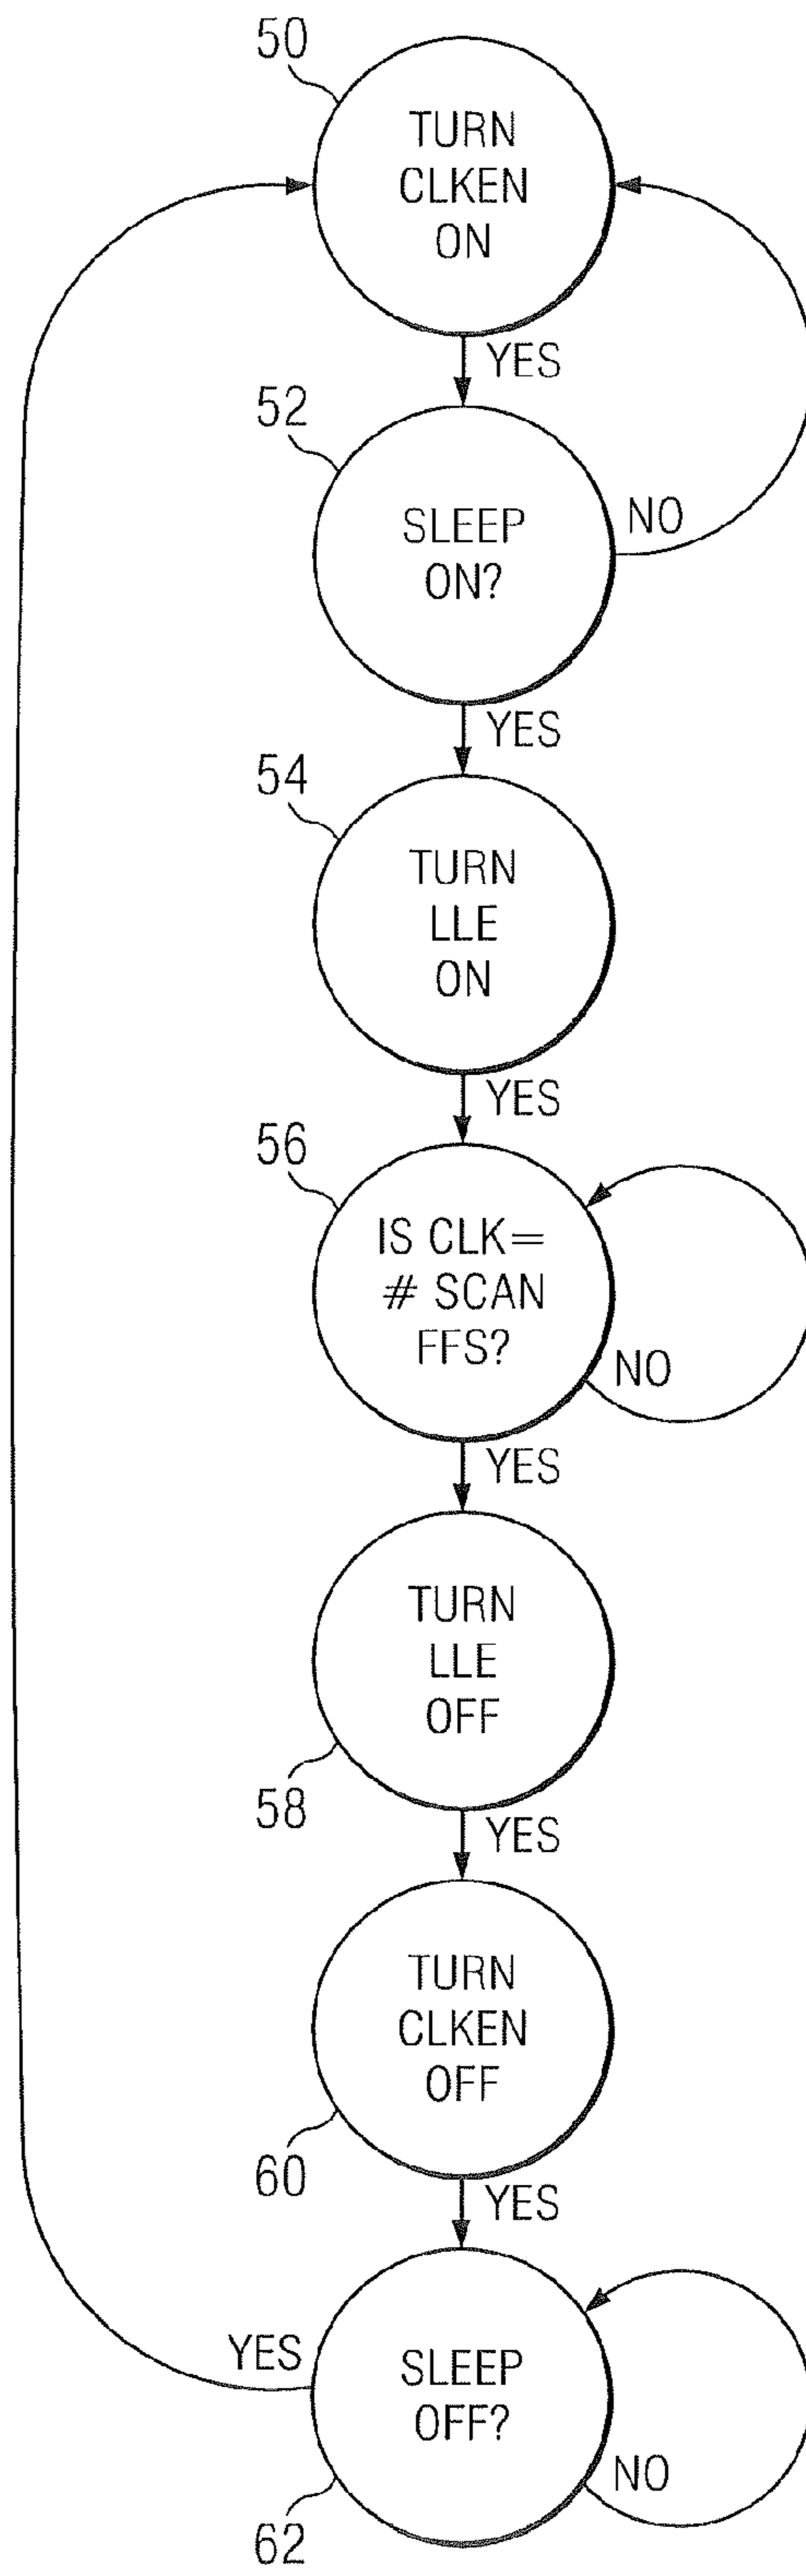 50
TURN
CLKEN
ON
YES
52
SLEEP
ON?
NO
YES
54
TURN
LLE
ON
YES
56
IS CLK=
# SCAN
FFS?
NO
YES
TURN
LLE
OFF
58
YES
TURN
CLKEN
OFF
60
YES
YES
SLEEP
OFF?
NO
62